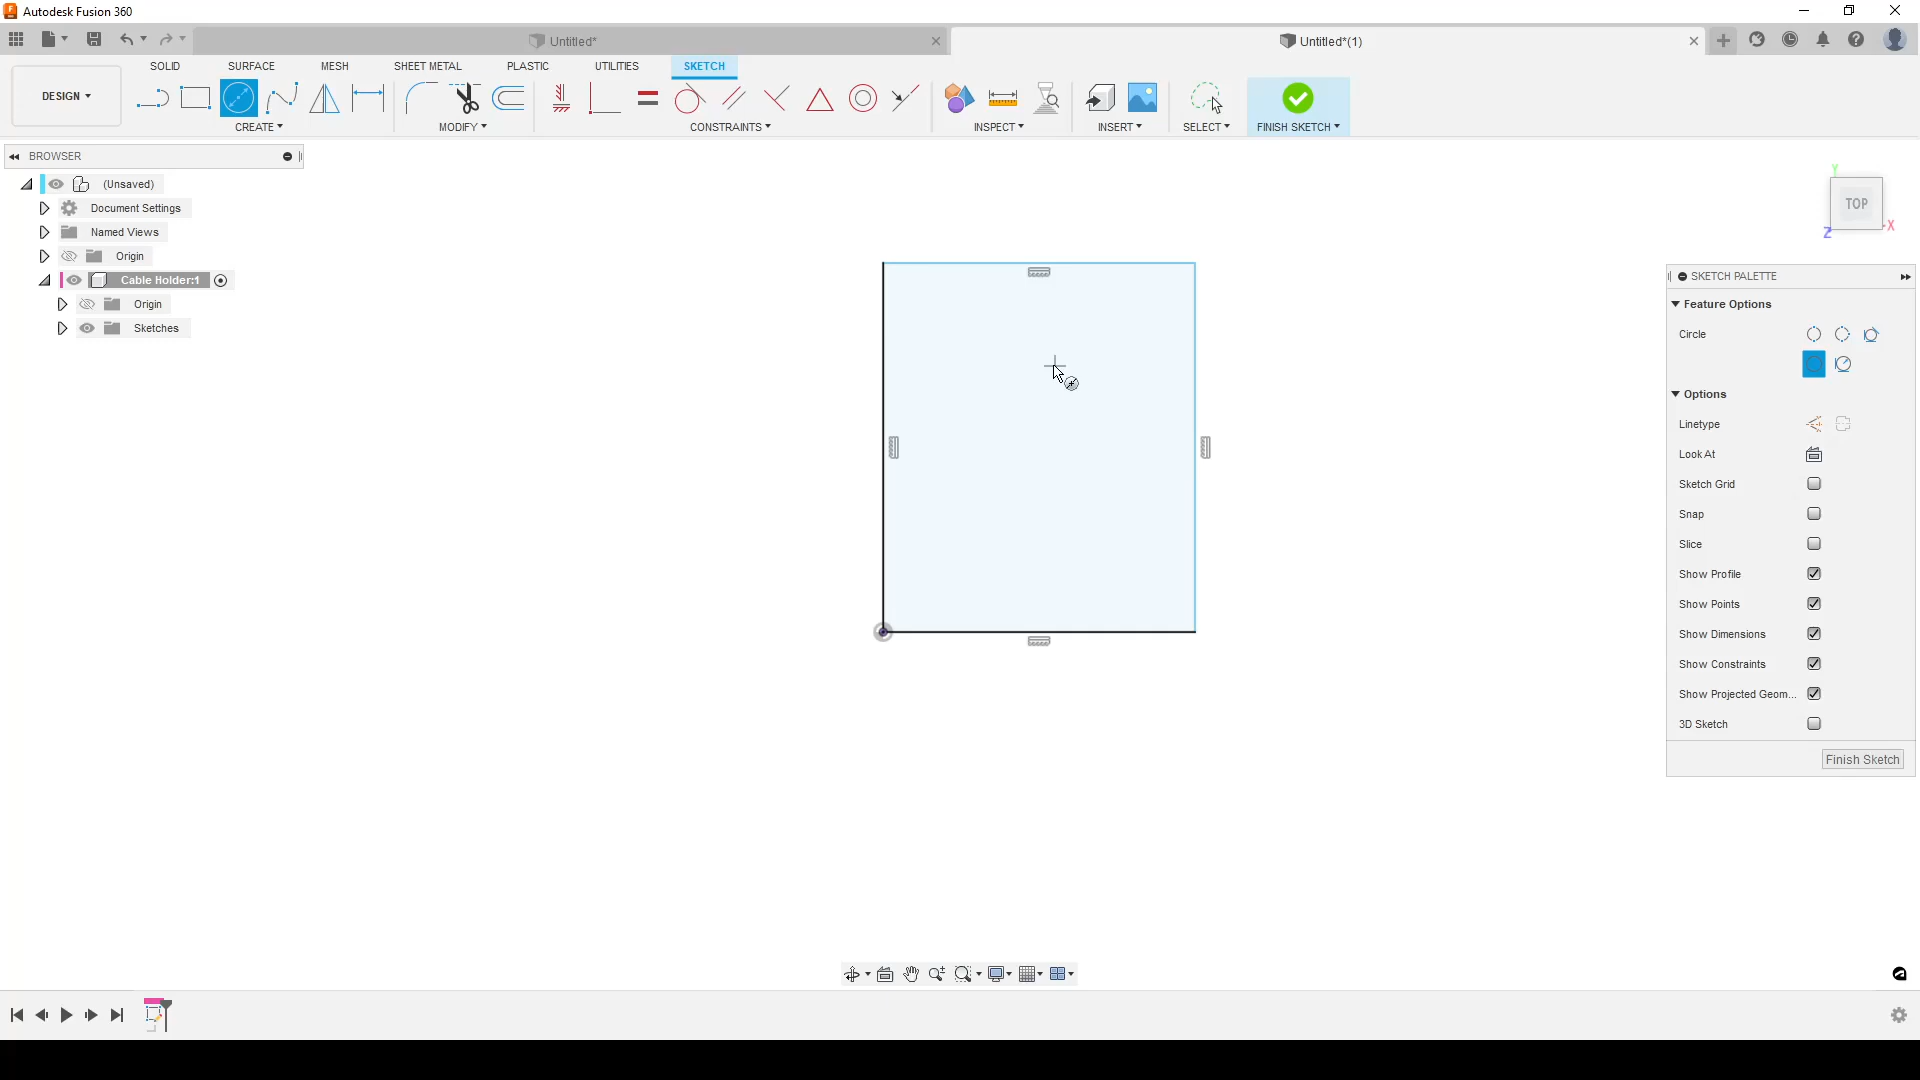 Autodesk Fusion 360
Untitled*
Untitled*(1)
SOLID SURFACE MESH SHEET METAL PLASTIC UTILITIES SKETCH
DESIGN
CREATE MODIFY CONSTRAINTS INSPECT INSERT SELECT FINISH SKETCH
BROWSER
(Unsaved)
Document Settings
Named Views
Origin
Cable Holder:1
Origin
Sketches
Y
TOP
X
Z
SKETCH PALETTE
Feature Options
Circle
Options
Linetype
Look At
Sketch Grid
Snap
Slice
Show Profile
Show Points
Show Dimensions
Show Constraints
Show Projected Geom...
3D Sketch
Finish Sketch